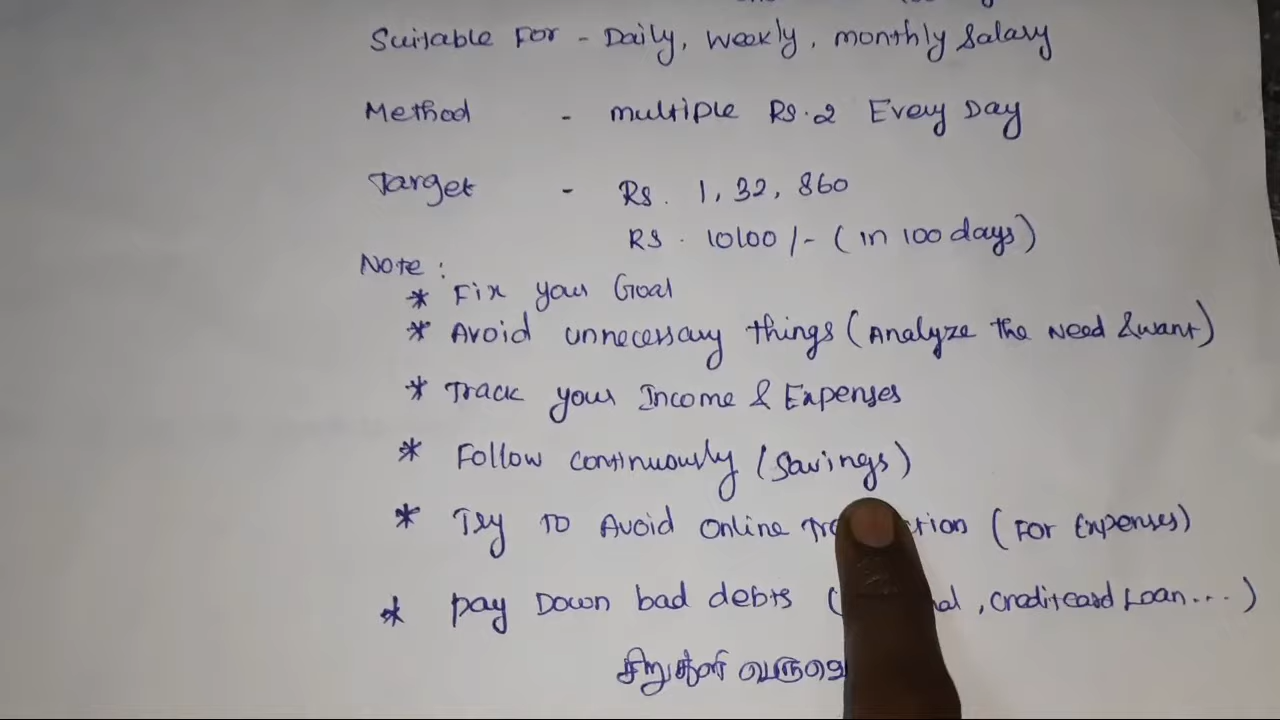 Suitable For - Daily, weekly, monthly Salary
Method - multiple Rs.2 Every Day
Target - Rs. 1,32,860
Rs. 10100/- (in 100 days)
Note:
* Fix your Goal
* Avoid unnecessary things (Analyze the Need & want)
* Track your Income & Expenses
* Follow continuously (Savings)
* Try To Avoid Online (For Expenses)
* Pay Down bad debts ( , creditcard Loan...)
சிறுதுளி